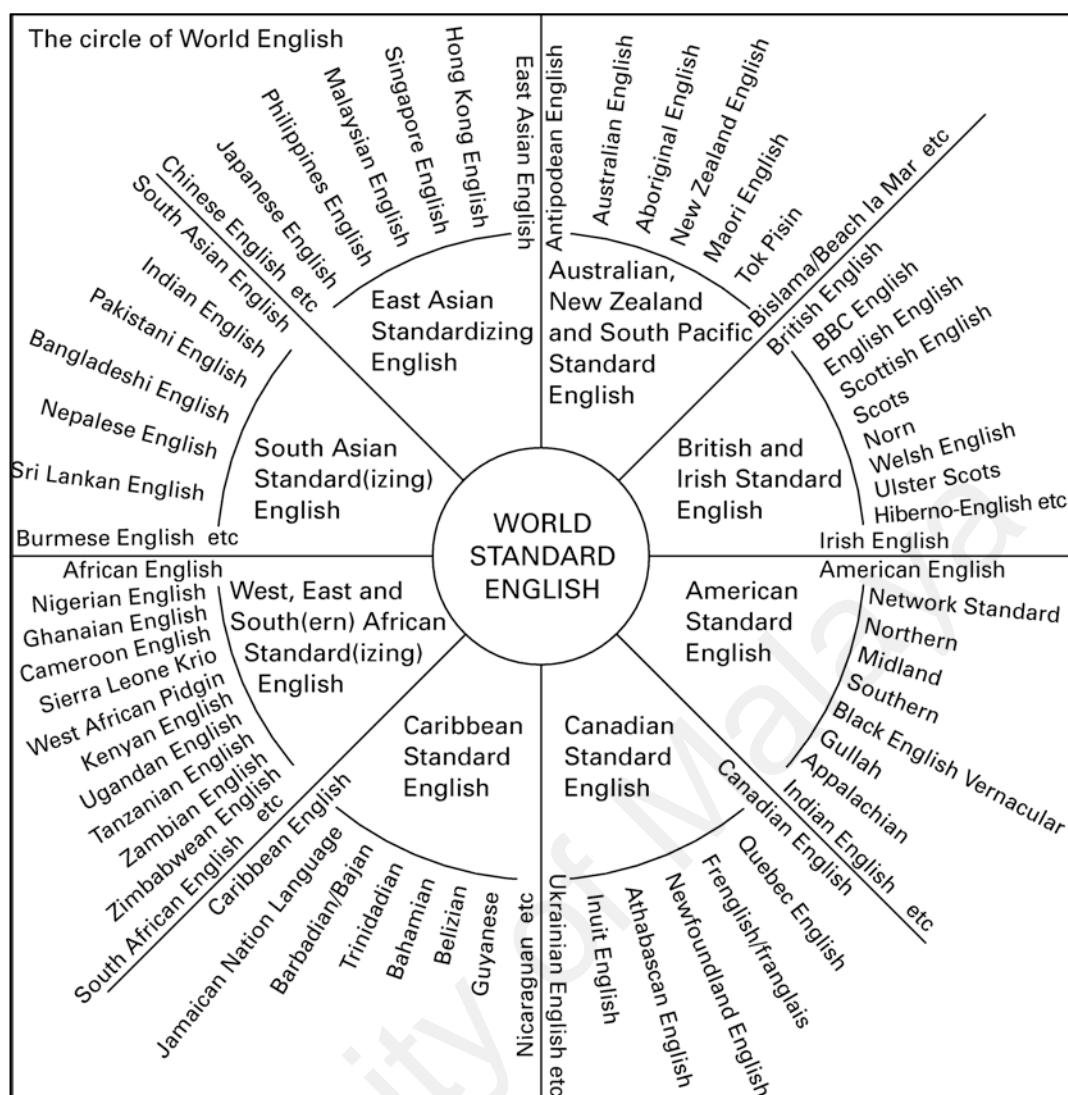 The circle of World English
East Asian English
Hong Kong English
Singapore English
Malaysian English
Philippines English
Japanese English
Chinese English etc
East Asian
Standardizing
English
Antipodean English
Australian English
Aboriginal English
New Zealand English
Maori English
Tok Pisin
Bislama/Beach la Mar etc
Australian,
New Zealand
and South Pacific
Standard
English
British English
BBC English
English English
Scottish English
Scots
Norn
Welsh English
Ulster Scots
Hiberno-English etc
Irish English
British and
Irish Standard
English
American English
Network Standard
Northern
Midland
Southern
Black English Vernacular
Gullah
Appalachian
Indian English etc
American
Standard
English
Canadian English
Quebec English
Frenglish/franglais
Newfoundland English
Athabascan English
Inuit English
Ukrainian English etc
Canadian
Standard
English
Caribbean English
Jamaican Nation Language
Barbadian/Bajan
Trinidadian
Bahamian
Belizian
Guyanese
Nicaraguan etc
Caribbean
Standard
English
African English
Nigerian English
Ghanaian English
Cameroon English
Sierra Leone Krio
West African Pidgin
Kenyan English
Ugandan English
Tanzanian English
Zambian English
Zimbabwean English
South African English etc
West, East and
South(ern) African
Standard(izing)
English
South Asian English
Indian English
Pakistani English
Bangladeshi English
Nepalese English
Sri Lankan English
Burmese English etc
South Asian
Standard(izing)
English
WORLD
STANDARD
ENGLISH
ity of Malaya